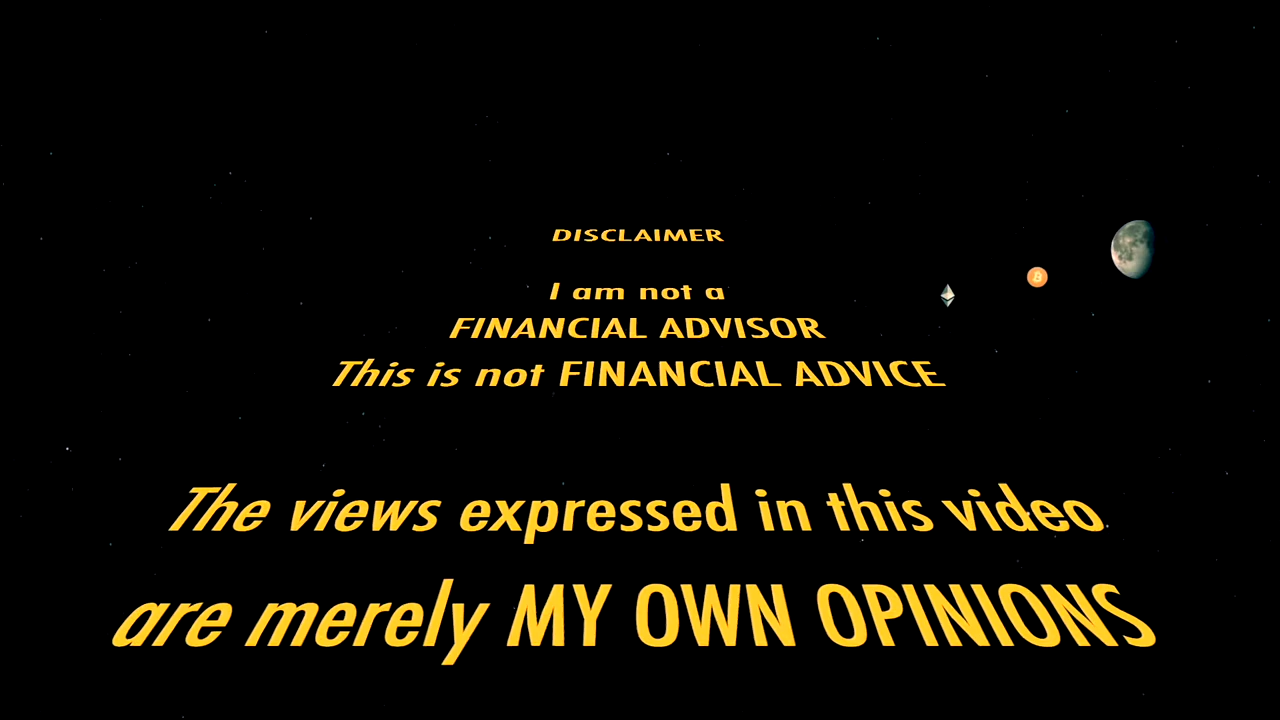 DISCLAIMER
I am not a
FINANCIAL ADVISOR
This is not FINANCIAL ADVICE
The views expressed in this video
are merely MY OWN OPINIONS